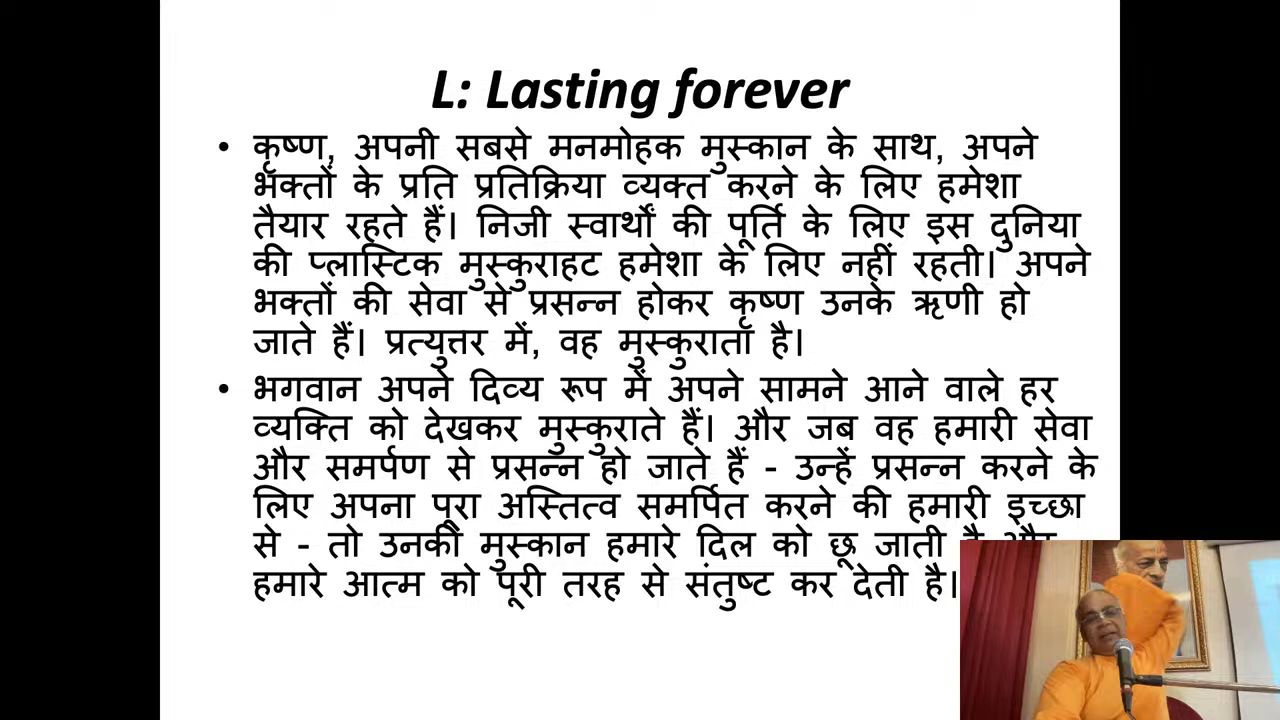 L: Lasting forever
• कृष्ण, अपनी सबसे मनमोहक मुस्कान के साथ, अपने
भक्तों के प्रति प्रतिक्रिया व्यक्त करने के लिए हमेशा
तैयार रहते हैं। निजी स्वार्थों की पूर्ति के लिए इस दुनिया
की प्लास्टिक मुस्कुराहट हमेशा के लिए नहीं रहती। अपने
भक्तों की सेवा से प्रसन्न होकर कृष्ण उनके ऋणी हो
जाते हैं। प्रत्युत्तर में, वह मुस्कुराता है।
• भगवान अपने दिव्य रूप में अपने सामने आने वाले हर
व्यक्ति को देखकर मुस्कुराते हैं। और जब वह हमारी सेवा
और समर्पण से प्रसन्न हो जाते हैं - उन्हें प्रसन्न करने के
लिए अपना पूरा अस्तित्व समर्पित करने की हमारी इच्छा
से - तो उनकी मुस्कान हमारे दिल को छू जाती है और
हमारे आत्म को पूरी तरह से संतुष्ट कर देती है।